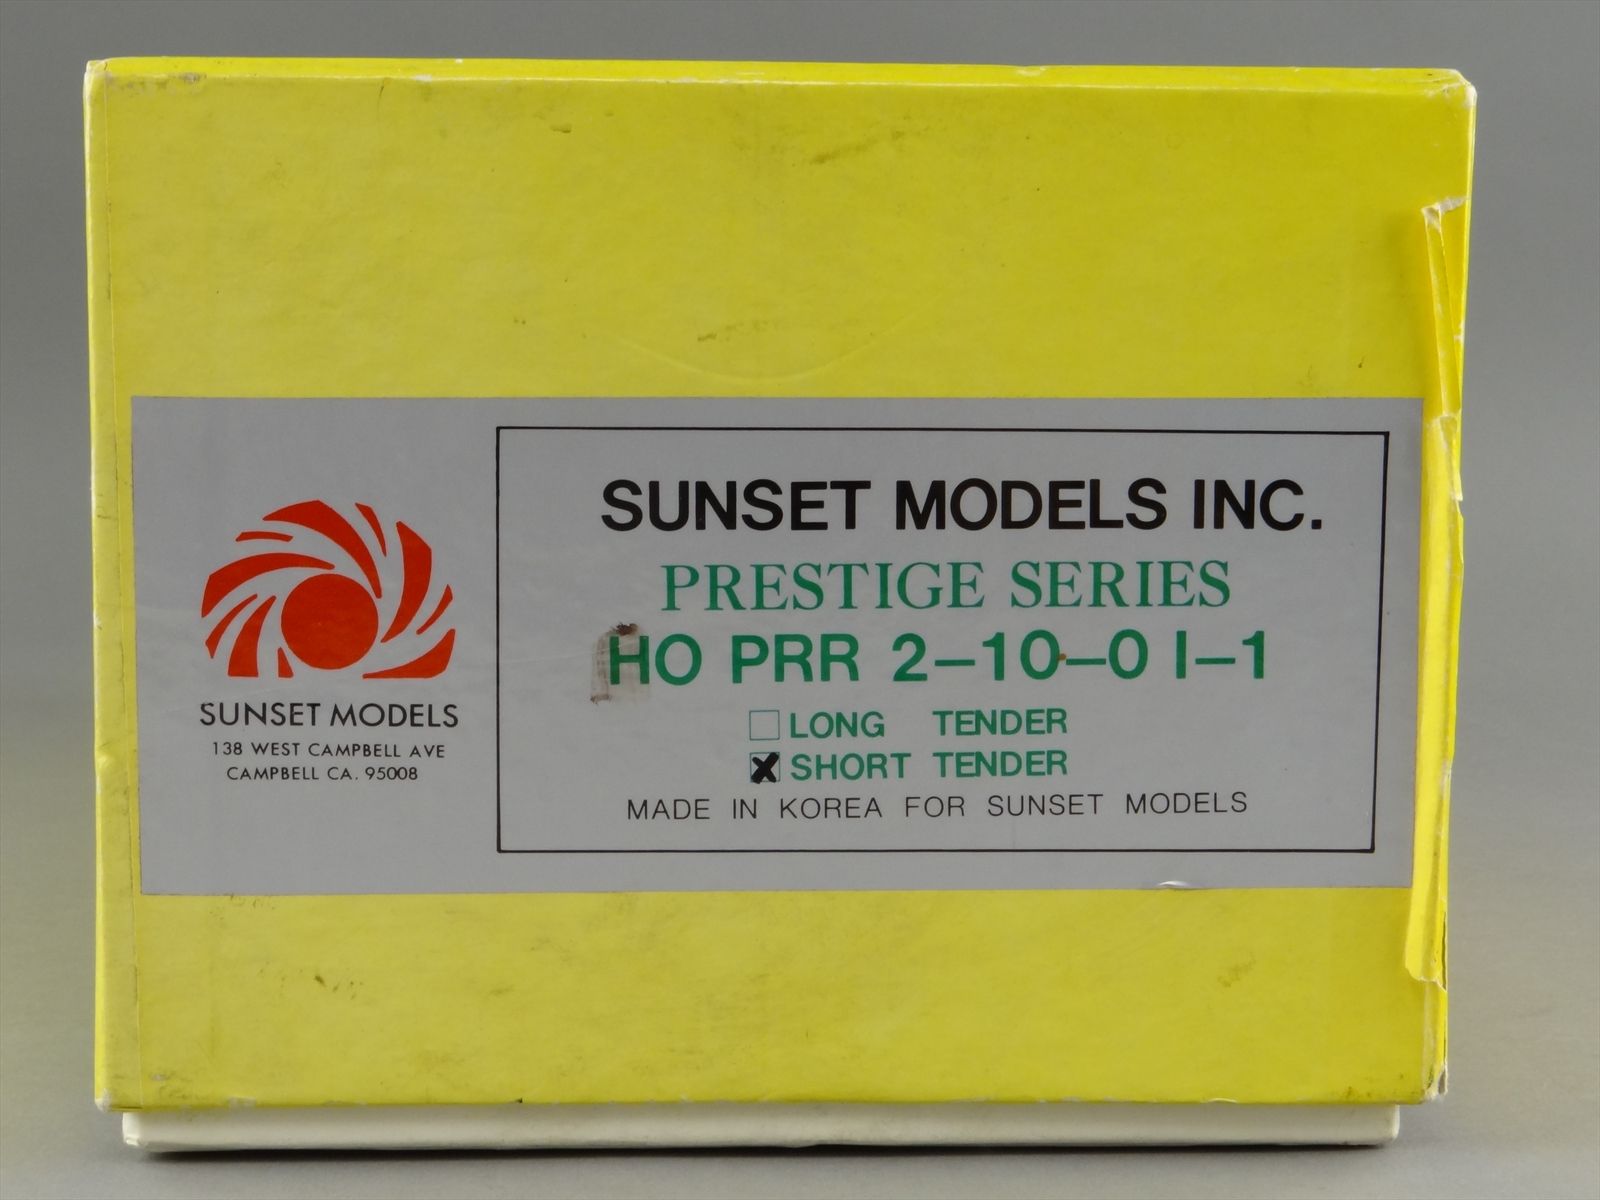 SUNSET MODELS
138 WEST CAMPBELL AVE
CAMPBELL CA. 95008
SUNSET MODELS INC.
PRESTIGE SERIES
HO PRR 2-10-0 I-1
LONG TENDER
SHORT TENDER
MADE IN KOREA FOR SUNSET MODELS